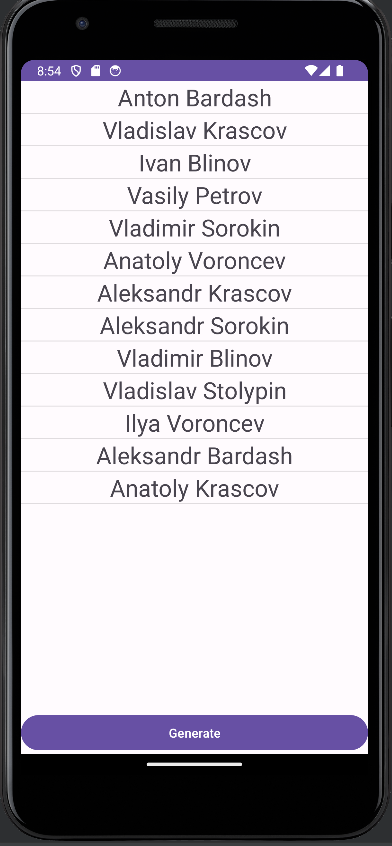 8:54
Anton Bardash
Vladislav Krascov
Ivan Blinov
Vasily Petrov
Vladimir Sorokin
Anatoly Voroncev
Aleksandr Krascov
Aleksandr Sorokin
Vladimir Blinov
Vladislav Stolypin
Ilya Voroncev
Aleksandr Bardash
Anatoly Krascov
Generate